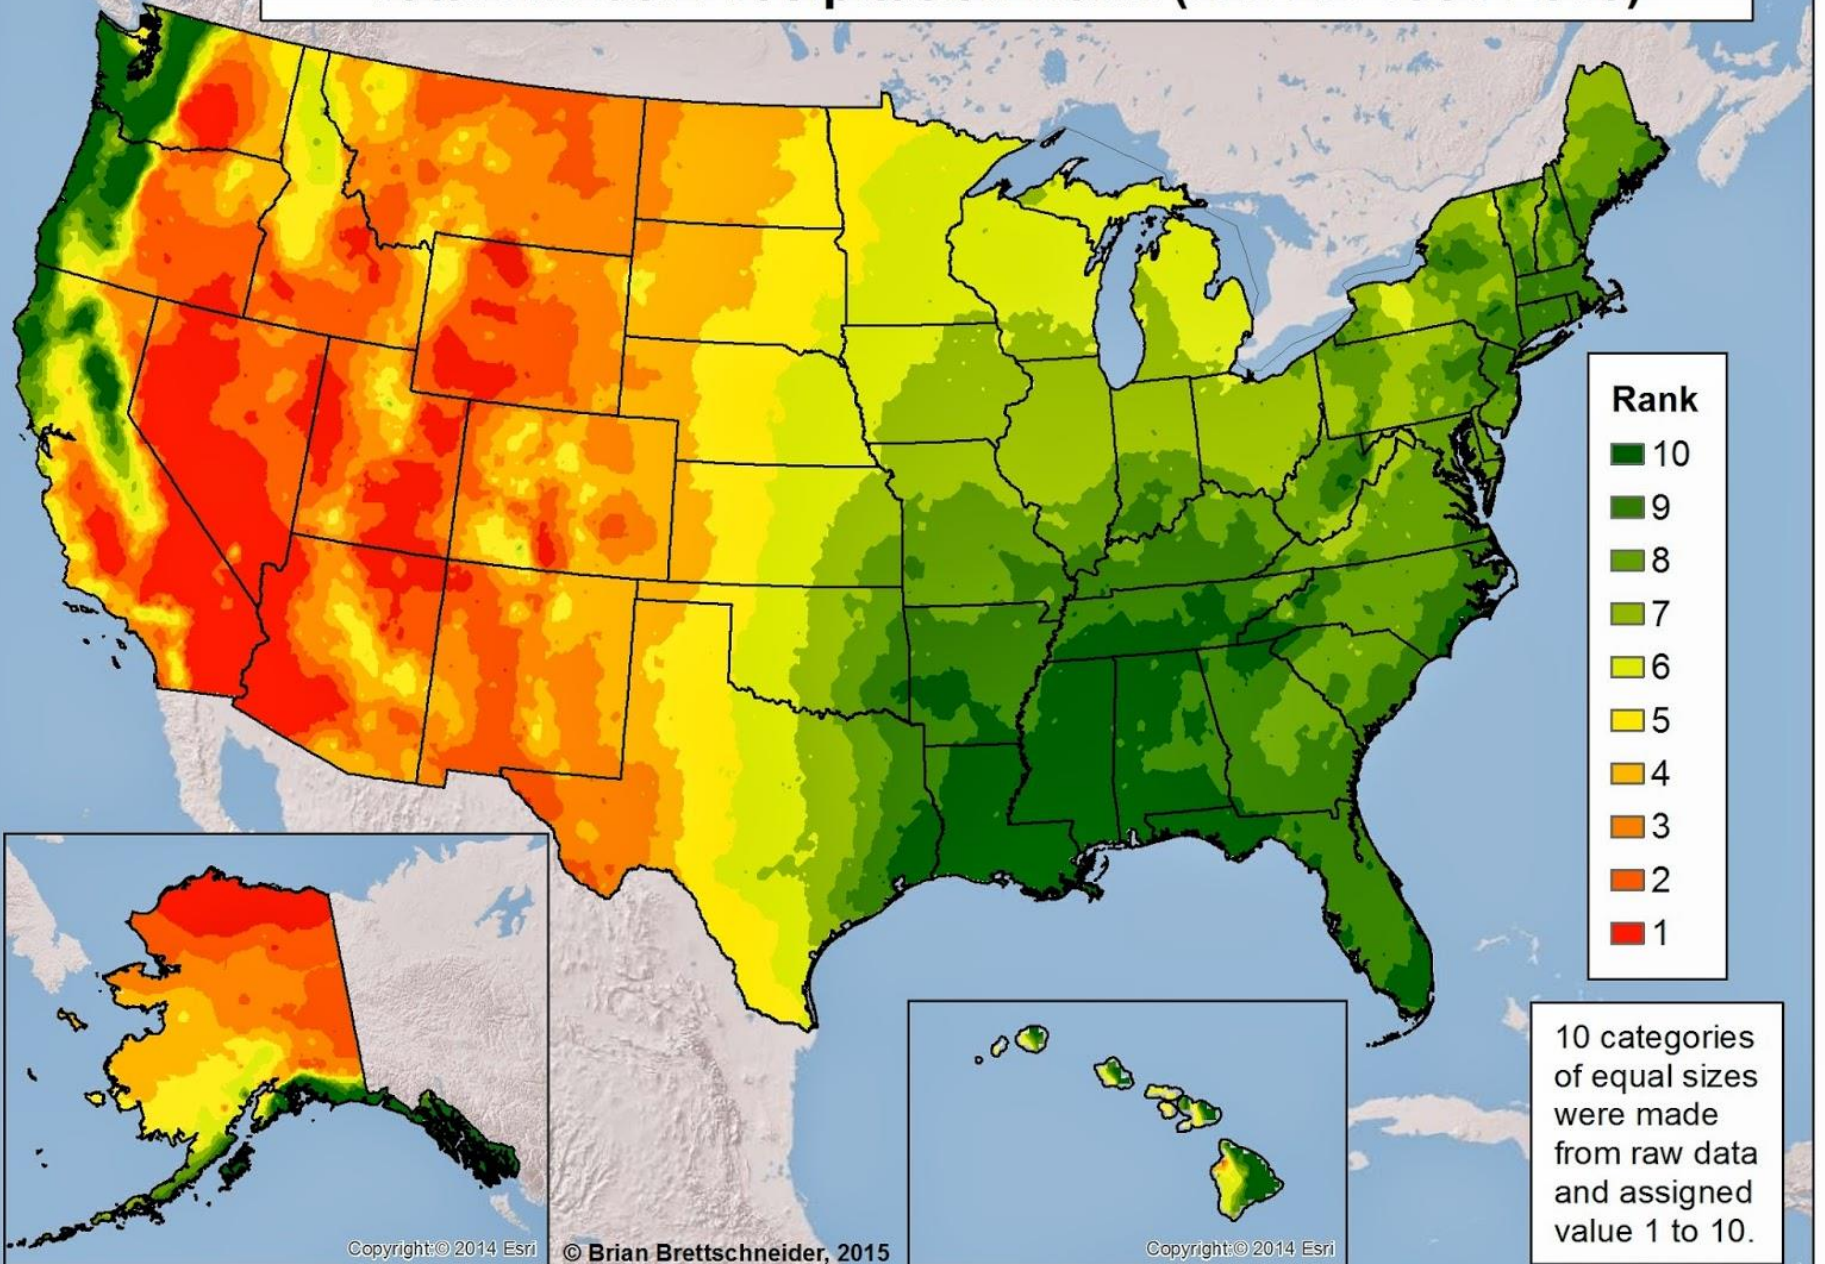 Rank
10
9
8
7
6
5
4
3
2
1
10 categories
of equal sizes
were made
from raw data
and assigned
value 1 to 10.
Copyright:© 2014 Esri
© Brian Brettschneider, 2015
Copyright:© 2014 Esri